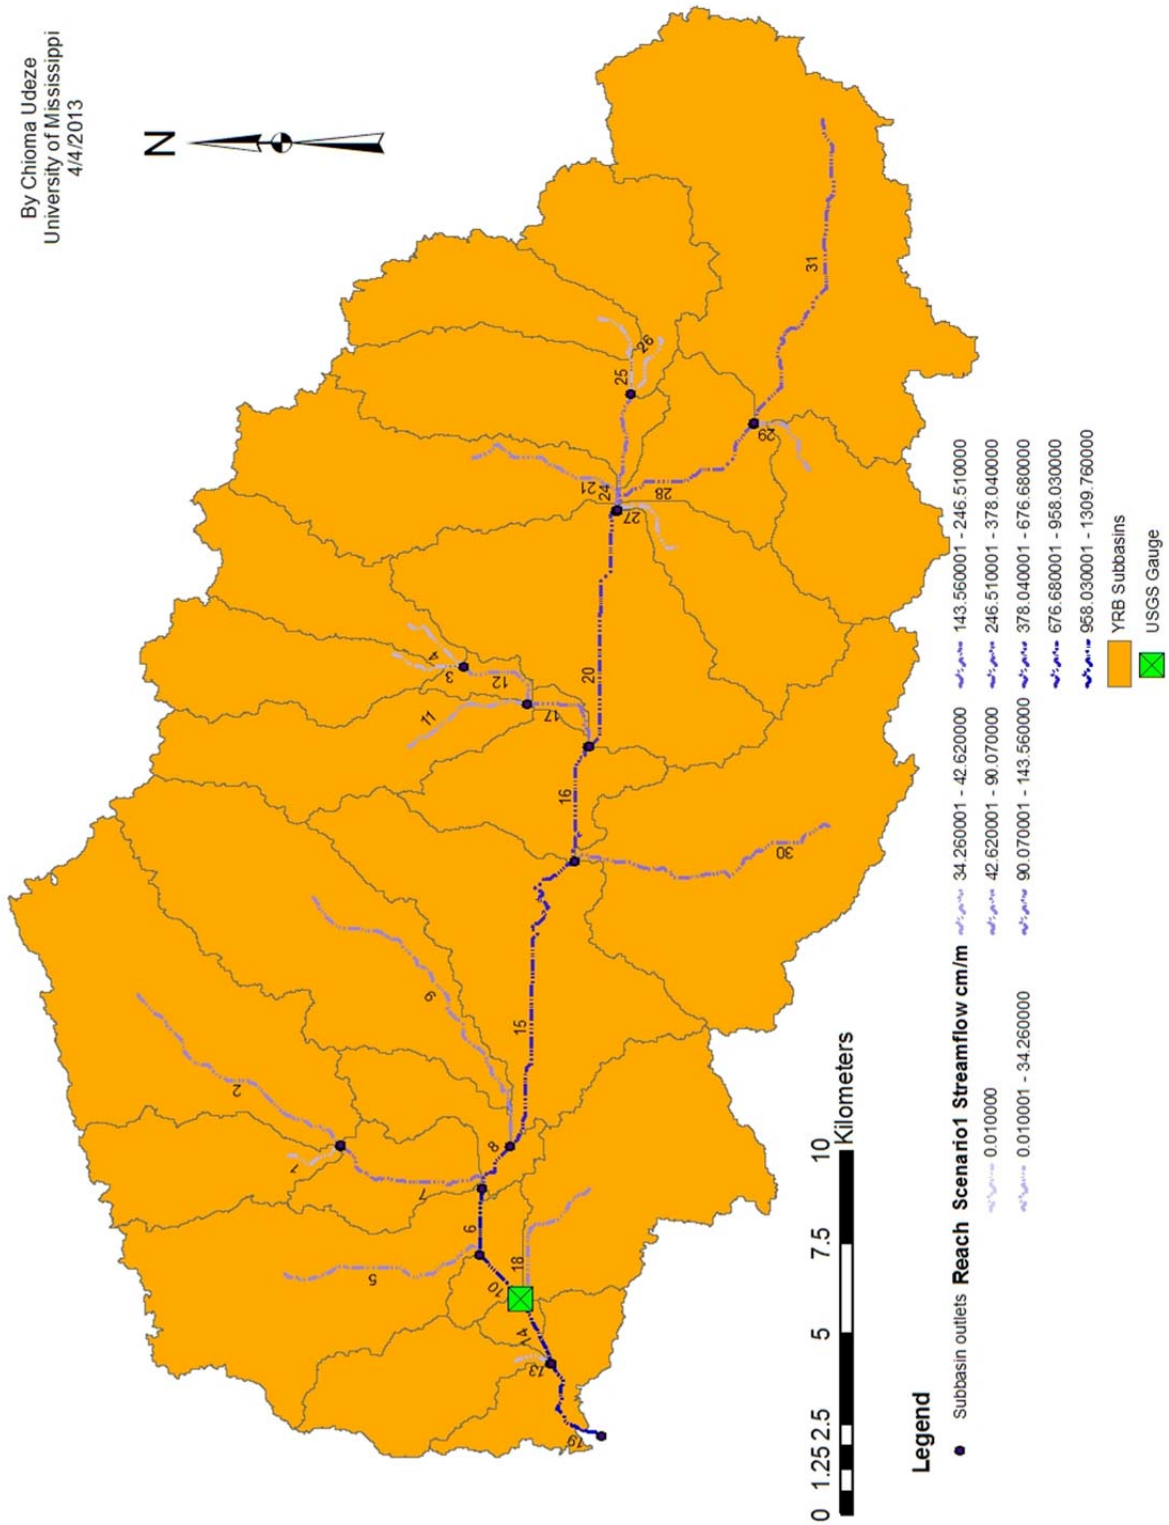 By Chioma Udeze
University of Mississippi
4/4/2013
N
31
26
25
29
21
24
28
27
4
3
12
11
17
20
16
30
9
15
2
8
7
6
5
18
10
13
19
0 1.25 2.5 5 7.5 10
Kilometers
Legend
Subbasin outlets
Reach Scenario1 Streamflow cm/m
0.010000
0.010001 - 34.260000
34.260001 - 42.620000
42.620001 - 90.070000
90.070001 - 143.560000
143.560001 - 246.510000
246.510001 - 378.040000
378.040001 - 676.680000
676.680001 - 958.030000
958.030001 - 1309.760000
YRB Subbasins
USGS Gauge